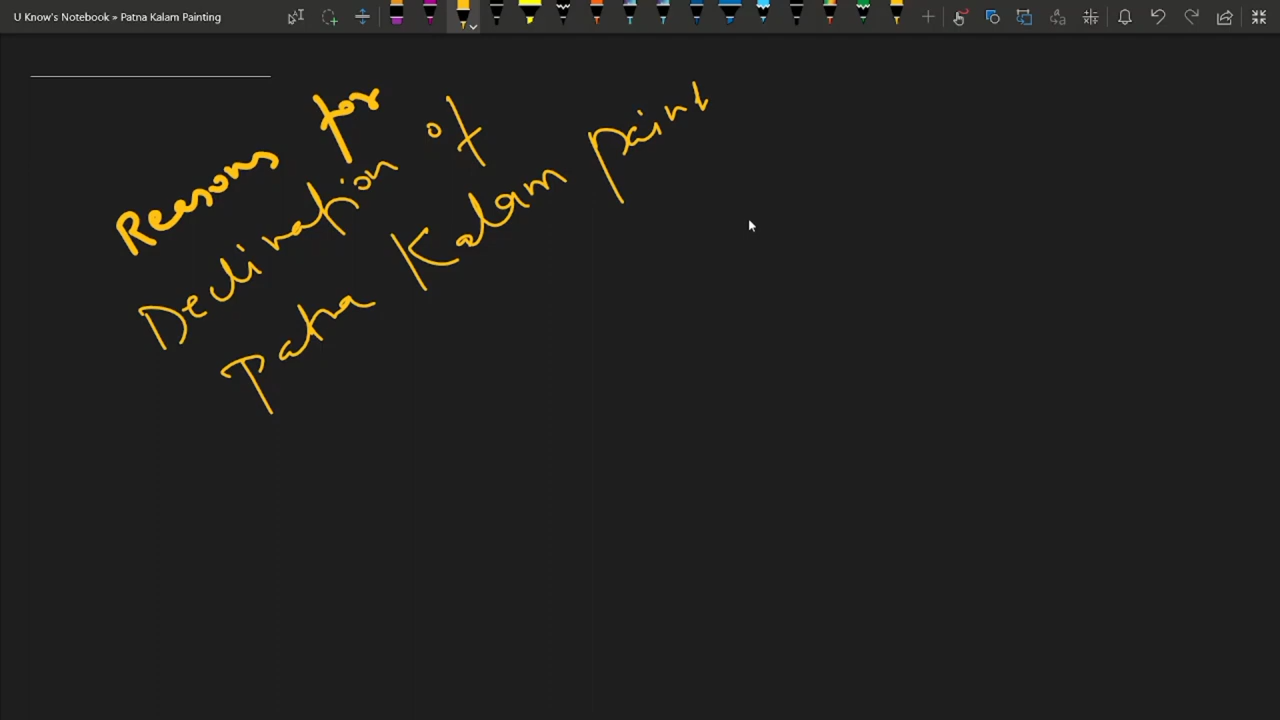 U Know's Notebook » Patna Kalam Painting
Reasons for
Declination of
Patna Kalam paint